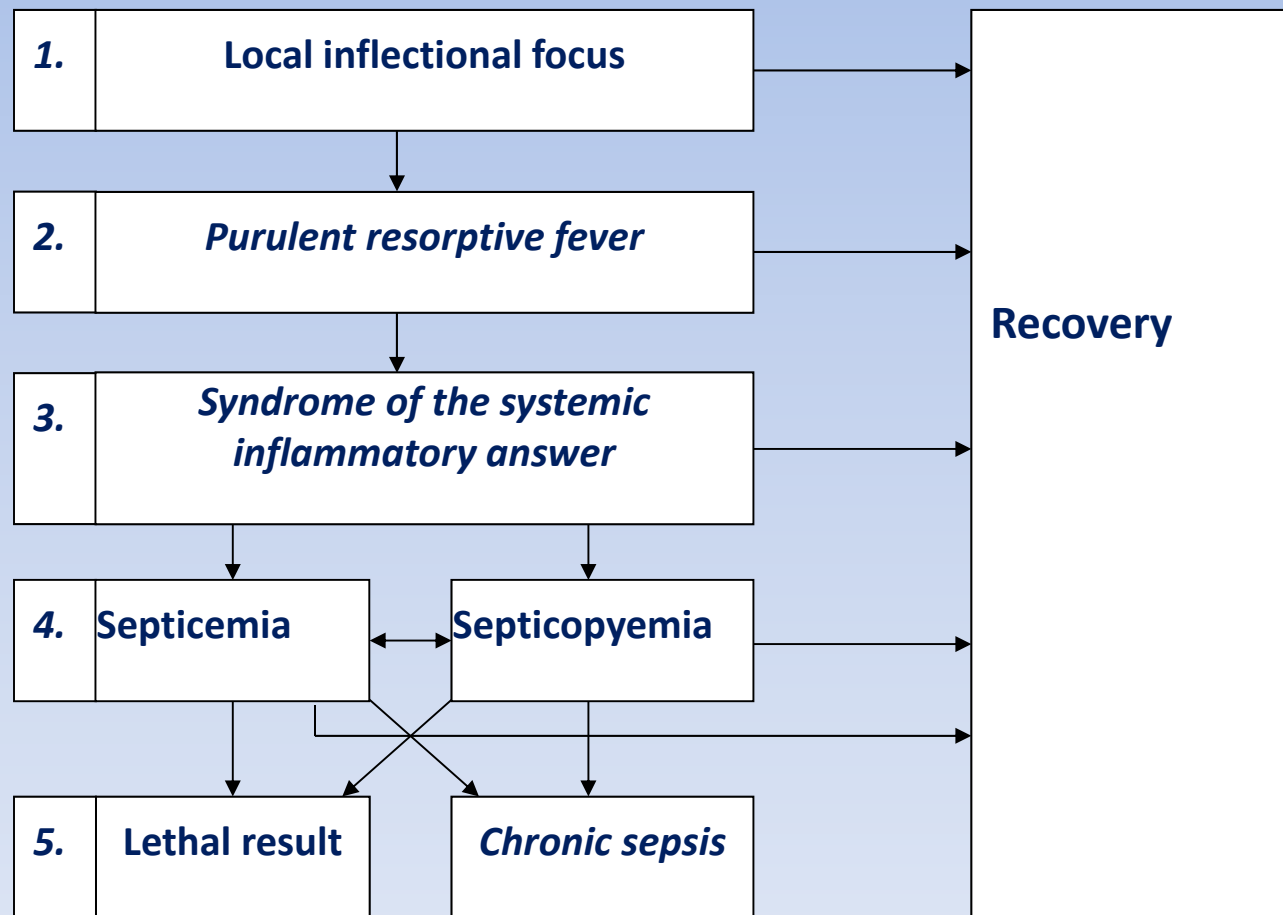 1. Local inflectional focus
2. Purulent resorptive fever
Recovery
3. Syndrome of the systemic
inflammatory answer
4. Septicemia Septicopyemia
5. Lethal result Chronic sepsis